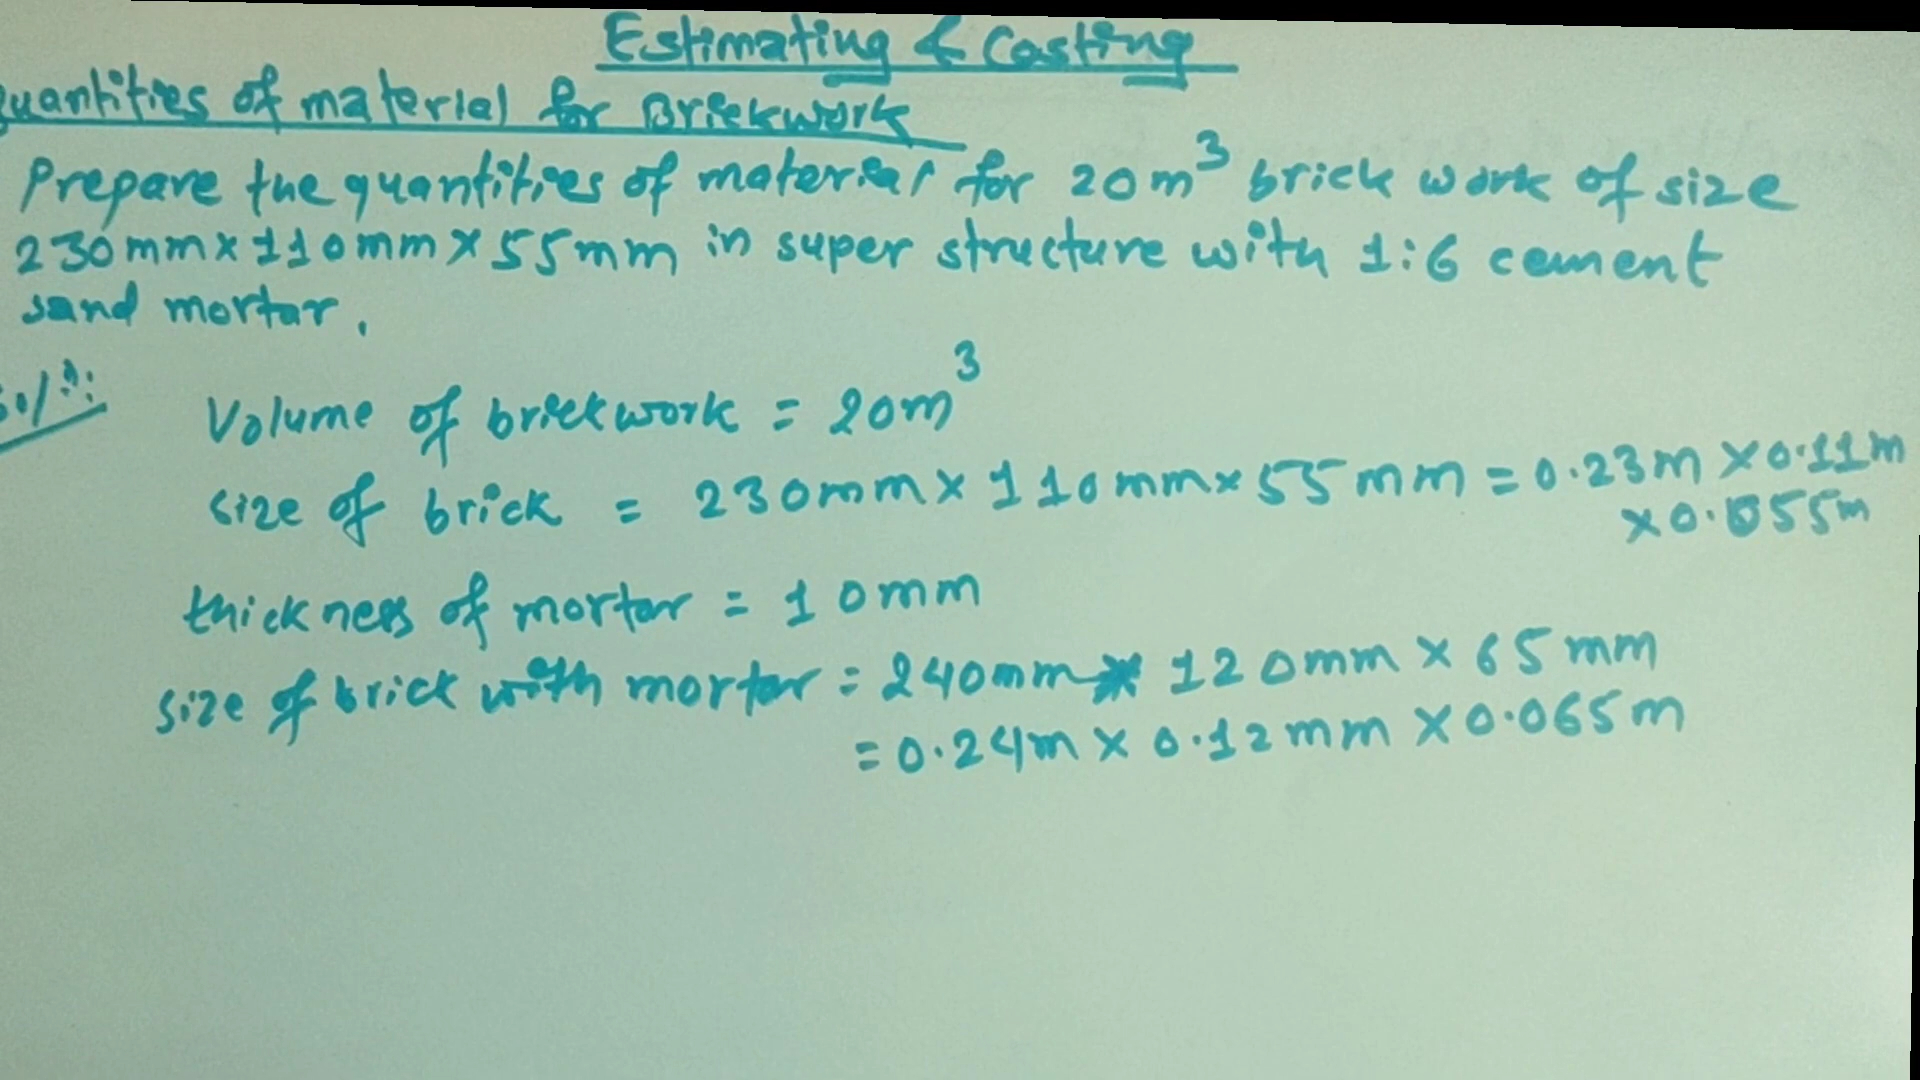 Estimating & Costing
quantities of material for Brickwork
Prepare the quantities of material for 20m³ brick work of size
230mm x 110mm x 55mm in super structure with 1:6 cement
sand mortar.
Volume of brickwork = 20m³
size of brick = 230mm x 110mm x 55mm = 0.23m x 0.11m
x 0.055m
thickness of mortar = 10mm
size of brick with mortar = 240mm x 120mm x 65mm
= 0.24m x 0.12mm x 0.065m